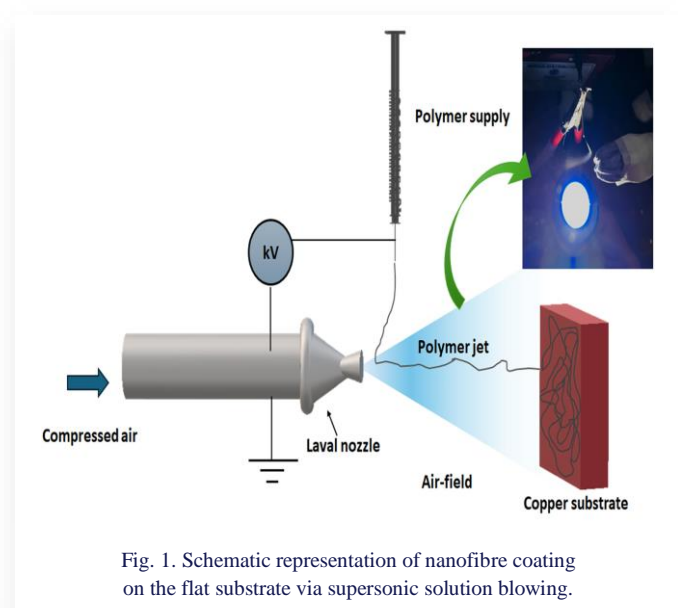 Polymer supply
kV
Polymer jet
Compressed air
Laval nozzle
Air-field
Copper substrate
Fig. 1. Schematic representation of nanofibre coating
on the flat substrate via supersonic solution blowing.